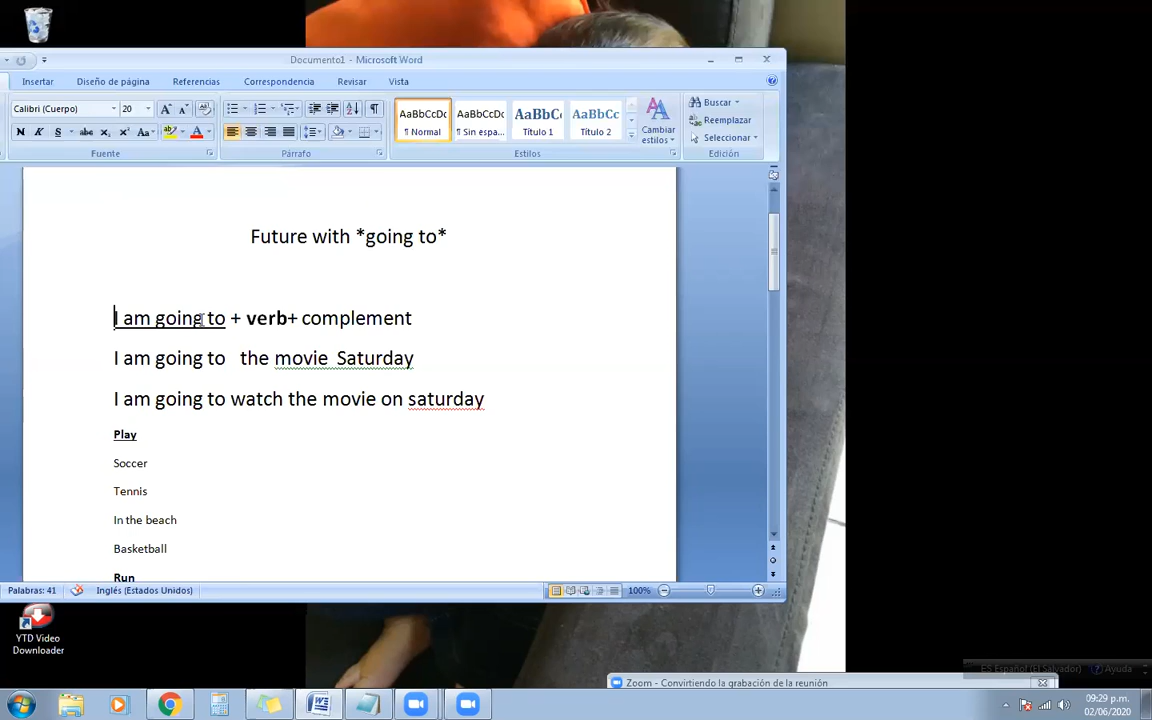 Documento1 - Microsoft Word
Insertar Diseño de página Referencias Correspondencia Revisar Vista
Calibri (Cuerpo) 20
AaBbCcDc AaBbCcDc AaBbC AaBbCc
¶ Normal ¶ Sin espa... Título 1 Título 2
Cambiar estilos
Buscar
Reemplazar
Seleccionar
Fuente Párrafo Estilos Edición
Future with *going to*
I am going to + verb+ complement
I am going to the movie Saturday
I am going to watch the movie on saturday
Play
Soccer
Tennis
In the beach
Basketball
Run
Palabras: 41 Inglés (Estados Unidos) 100%
YTD Video
Downloader
ES Español (El Salvador) Ayuda
Zoom - Convirtiendo la grabación de la reunión
09:29 p.m.
02/06/2020